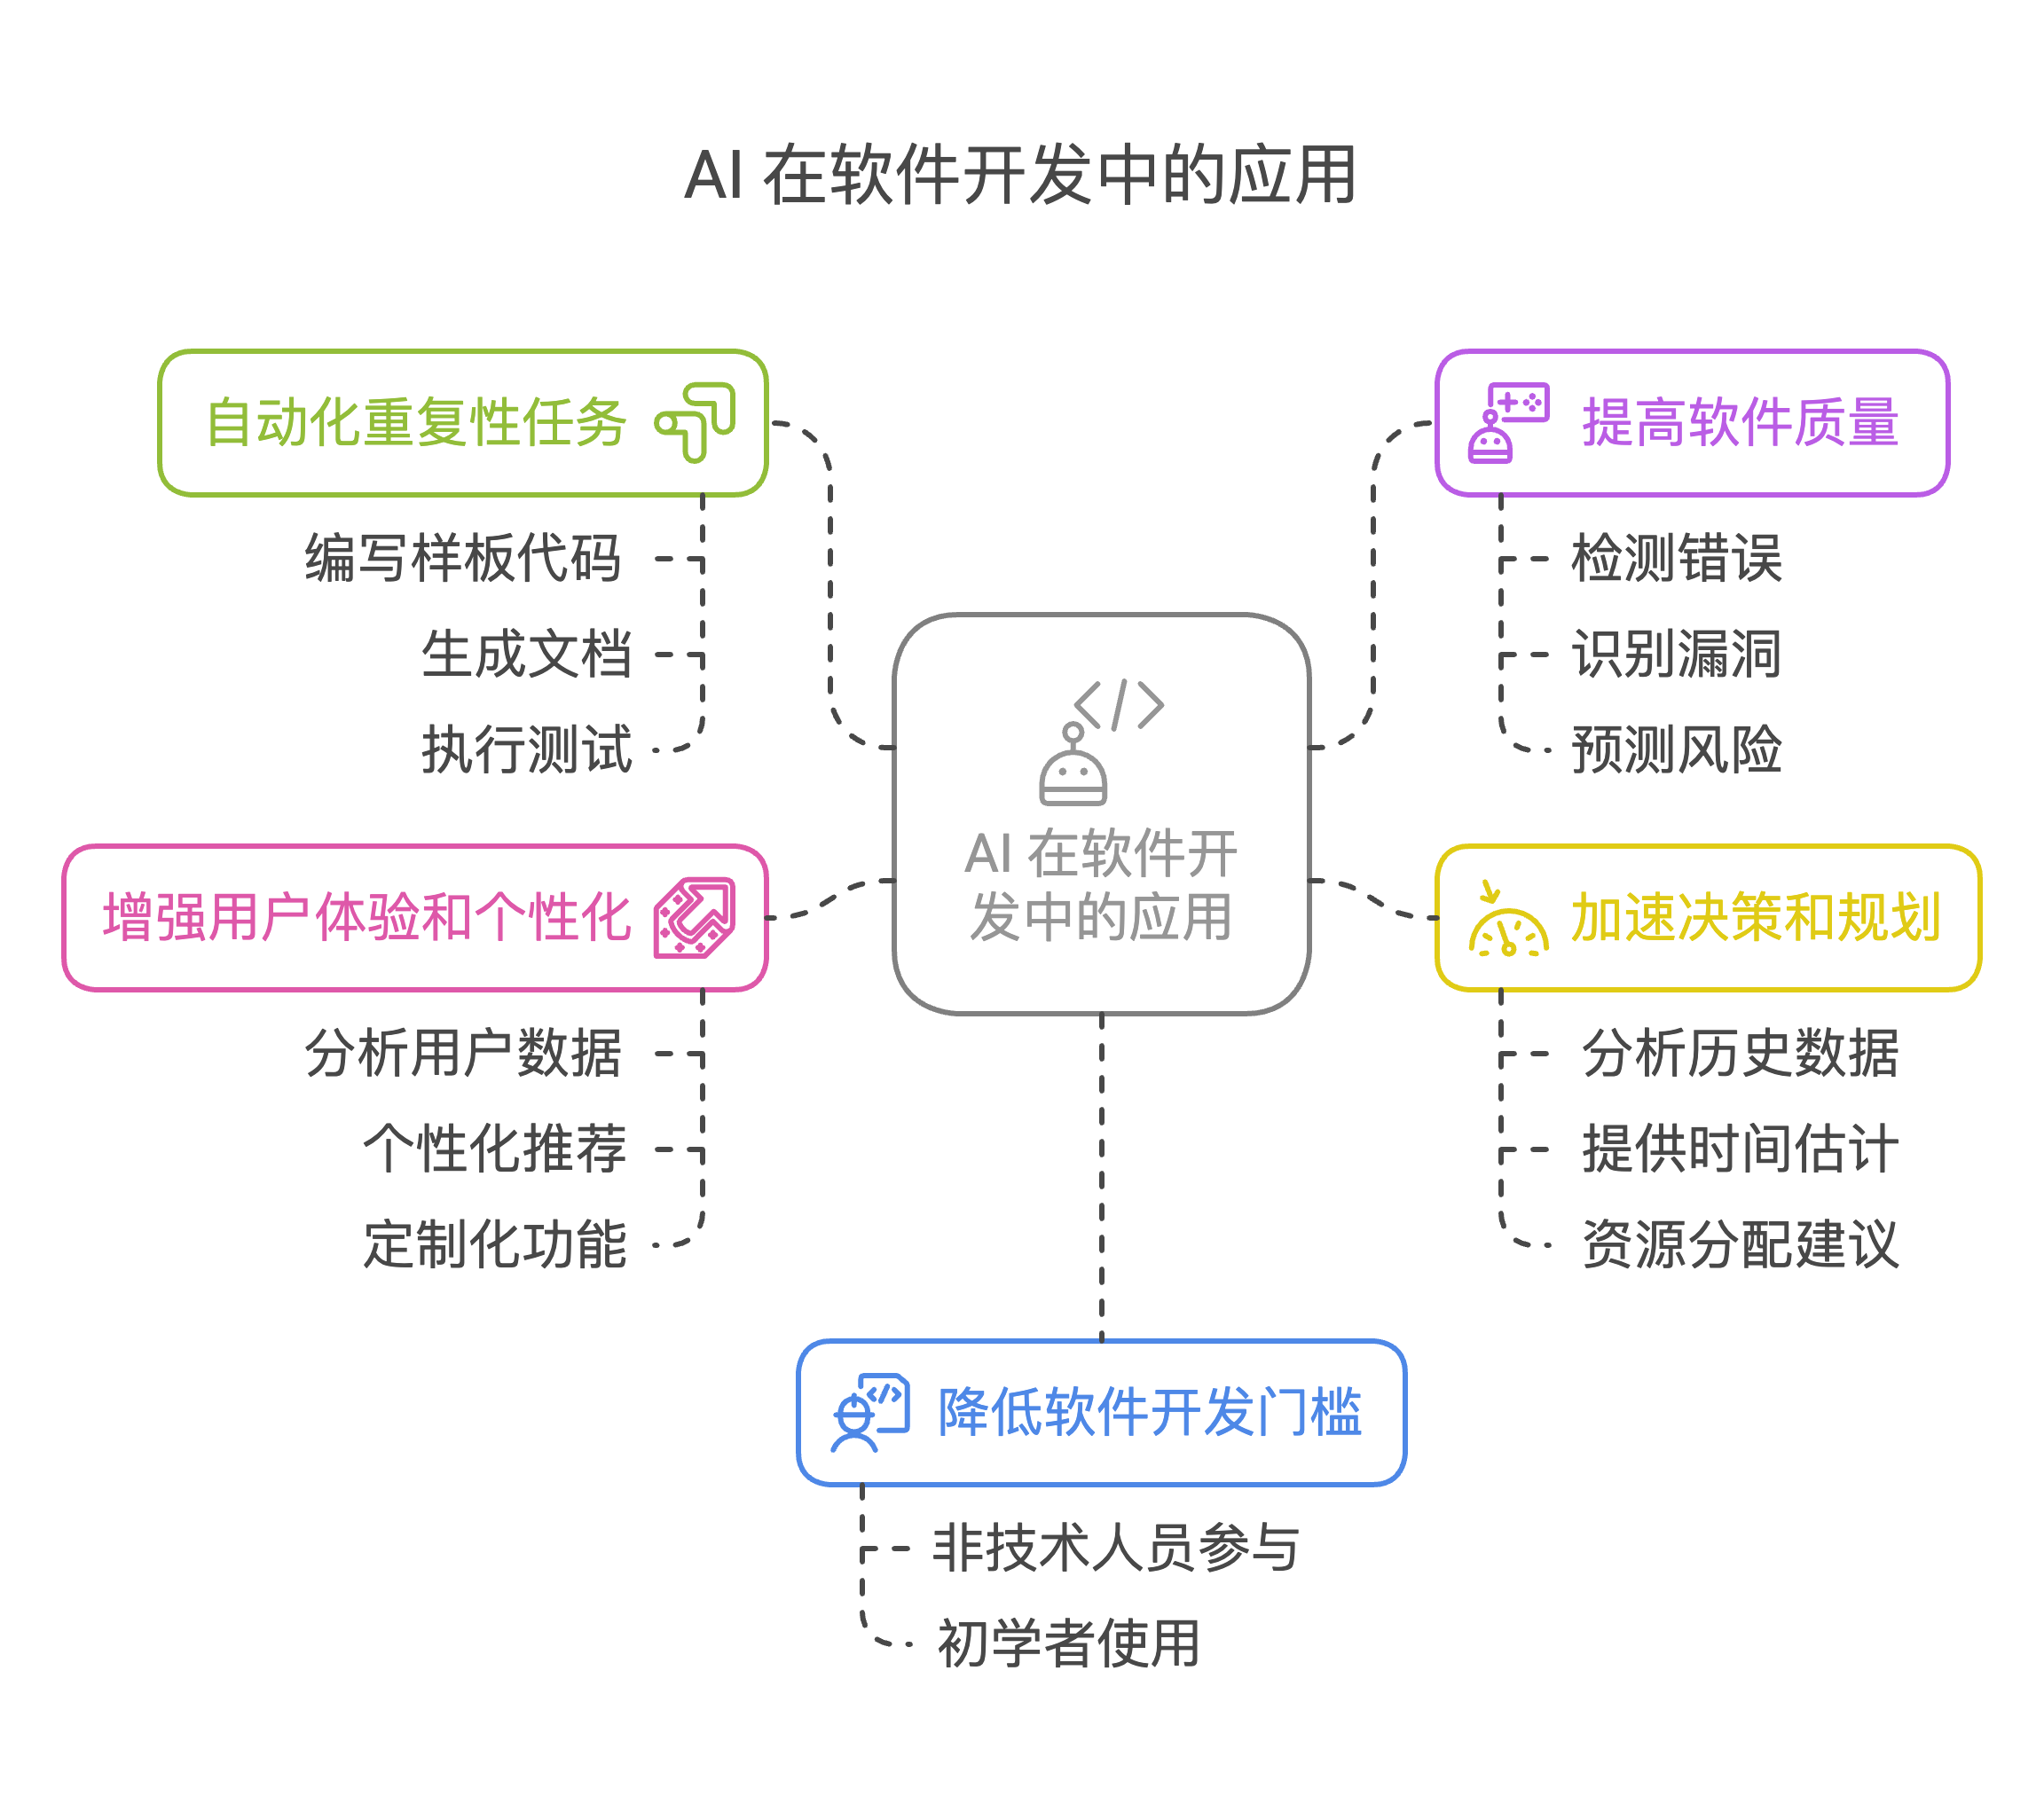 AI 在软件开发中的应用
自动化重复性任务
编写样板代码
生成文档
执行测试
增强用户体验和个性化
分析用户数据
个性化推荐
定制化功能
AI 在软件开
发中的应用
提高软件质量
检测错误
识别漏洞
预测风险
加速决策和规划
分析历史数据
提供时间估计
资源分配建议
降低软件开发门槛
非技术人员参与
初学者使用